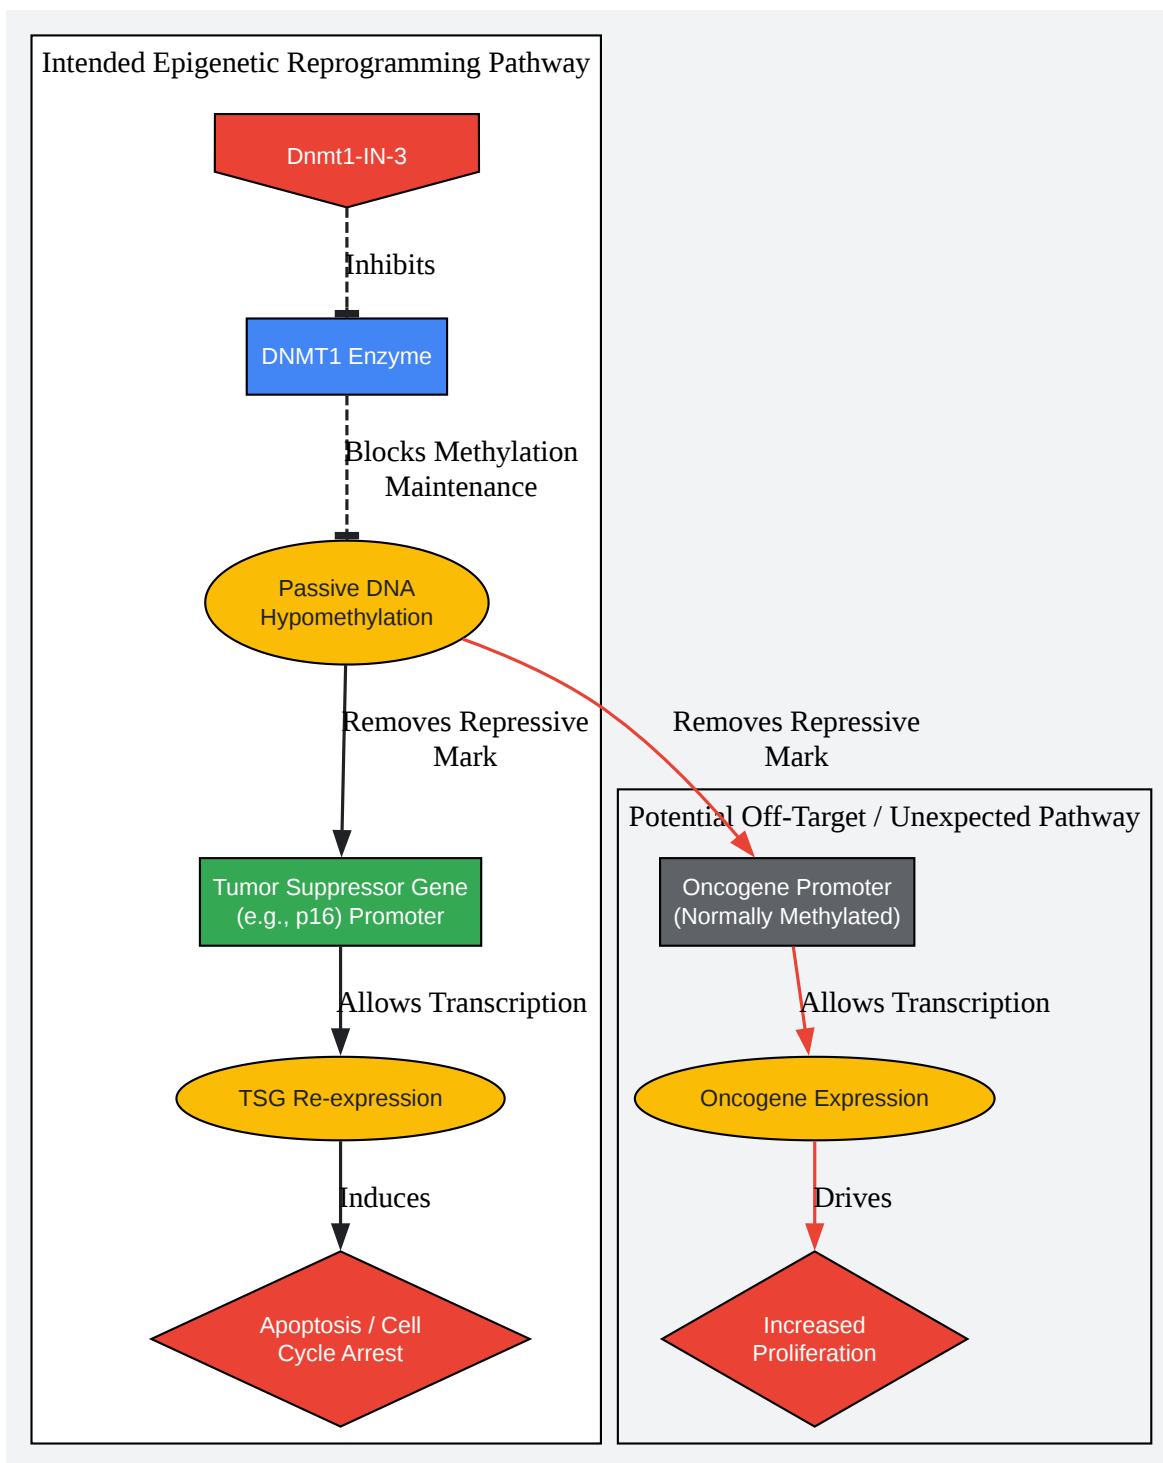 Intended Epigenetic Reprogramming Pathway
Dnmt1-IN-3
Inhibits
DNMT1 Enzyme
Blocks Methylation
Maintenance
Passive DNA
Hypomethylation
Removes Repressive
Mark
Removes Repressive
Mark
Potential Off-Target / Unexpected Pathway
Tumor Suppressor Gene
(e.g., p16) Promoter
Oncogene Promoter
(Normally Methylated)
Allows Transcription
Allows Transcription
TSG Re-expression
Oncogene Expression
Induces
Drives
Apoptosis / Cell
Cycle Arrest
Increased
Proliferation